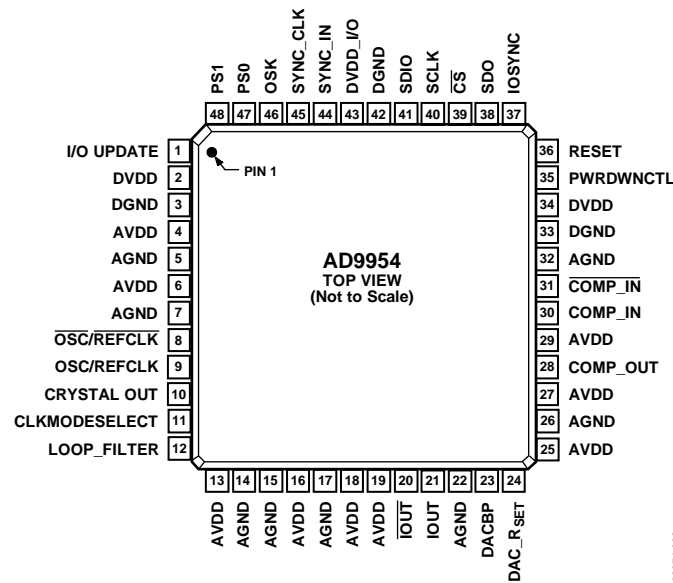 PS1
PS0
OSK
SYNC_CLK
SYNC_IN
DVDD_I/O
DGND
SDIO
SCLK
CS
SDO
IOSYNC
48 47 46 45 44 43 42 41 40 39 38 37
I/O UPDATE 1
DVDD 2
DGND 3
AVDD 4
AGND 5
AVDD 6
AGND 7
OSC/REFCLK 8
OSC/REFCLK 9
CRYSTAL OUT 10
CLKMODESELECT 11
LOOP_FILTER 12
PIN 1
AD9954
TOP VIEW
(Not to Scale)
36 RESET
35 PWRDWNCTL
34 DVDD
33 DGND
32 AGND
31 COMP_IN
30 COMP_IN
29 AVDD
28 COMP_OUT
27 AVDD
26 AGND
25 AVDD
13 14 15 16 17 18 19 20 21 22 23 24
AVDD
AGND
AGND
AVDD
AGND
AVDD
AVDD
IOUT
IOUT
AGND
DACBP
DAC_RSET